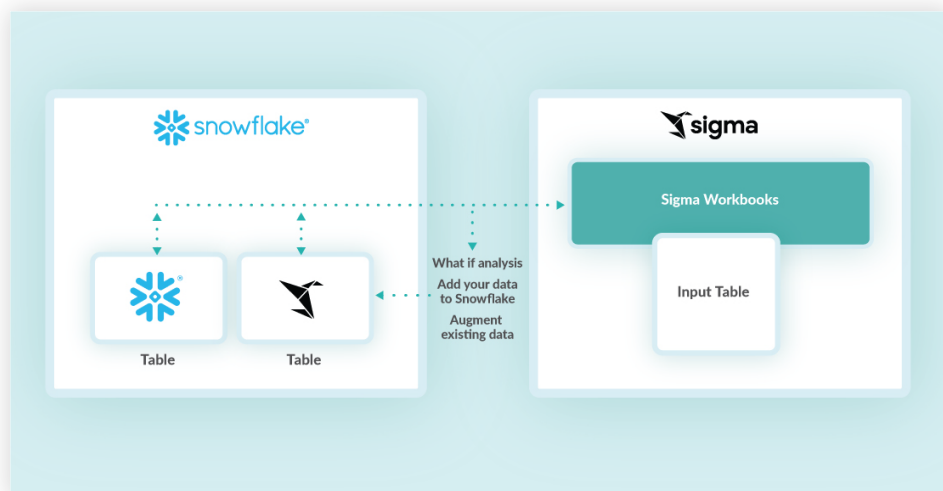 snowflake®
sigma
Sigma Workbooks
What if analysis
Add your data
to Snowflake
Augment
existing data
Input Table
®
Table
Table